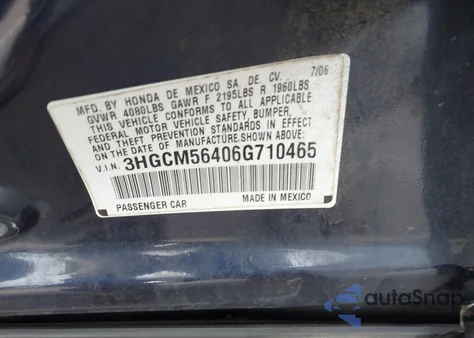 MFD. BY HONDA DE MEXICO SA. DE. CV. 7/06
GVWR 4080LBS GAWR F 2195LBS R 1960LBS
THIS VEHICLE CONFORMS TO ALL APPLICABLE
FEDERAL MOTOR VEHICLE SAFETY, BUMPER,
AND THEFT PREVENTION STANDARDS IN
EFFECT ON THE DATE OF MANUFACTURE SHOWN ABOVE.
V.I.N. 3HGCM56406G710465
PASSENGER CAR MADE IN MEXICO
autoSnap